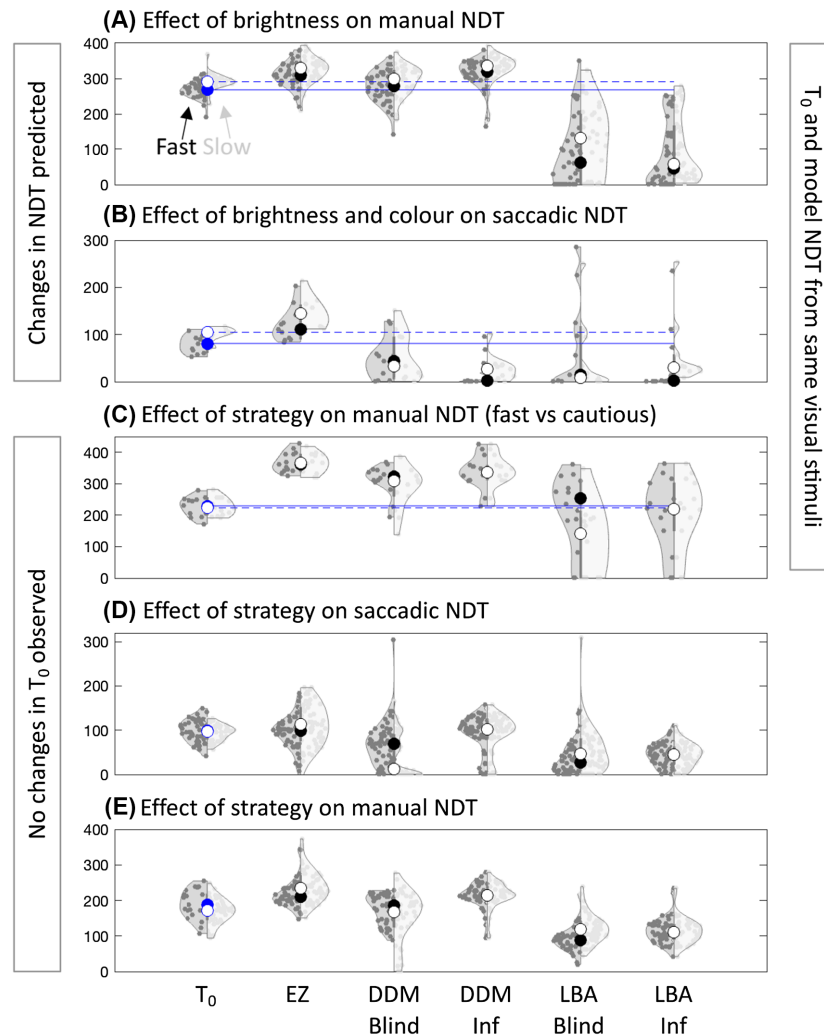 (A) Effect of brightness on manual NDT
400
300
200
100
0
Fast Slow
(B) Effect of brightness and colour on saccadic NDT
300
200
100
0
(C) Effect of strategy on manual NDT (fast vs cautious)
400
300
200
100
0
(D) Effect of strategy on saccadic NDT
300
200
100
0
(E) Effect of strategy on manual NDT
400
300
200
100
0
T₀ EZ DDM DDM LBA LBA
Blind Inf Blind Inf
Changes in NDT predicted
No changes in T₀ observed
T₀ and model NDT from same visual stimuli